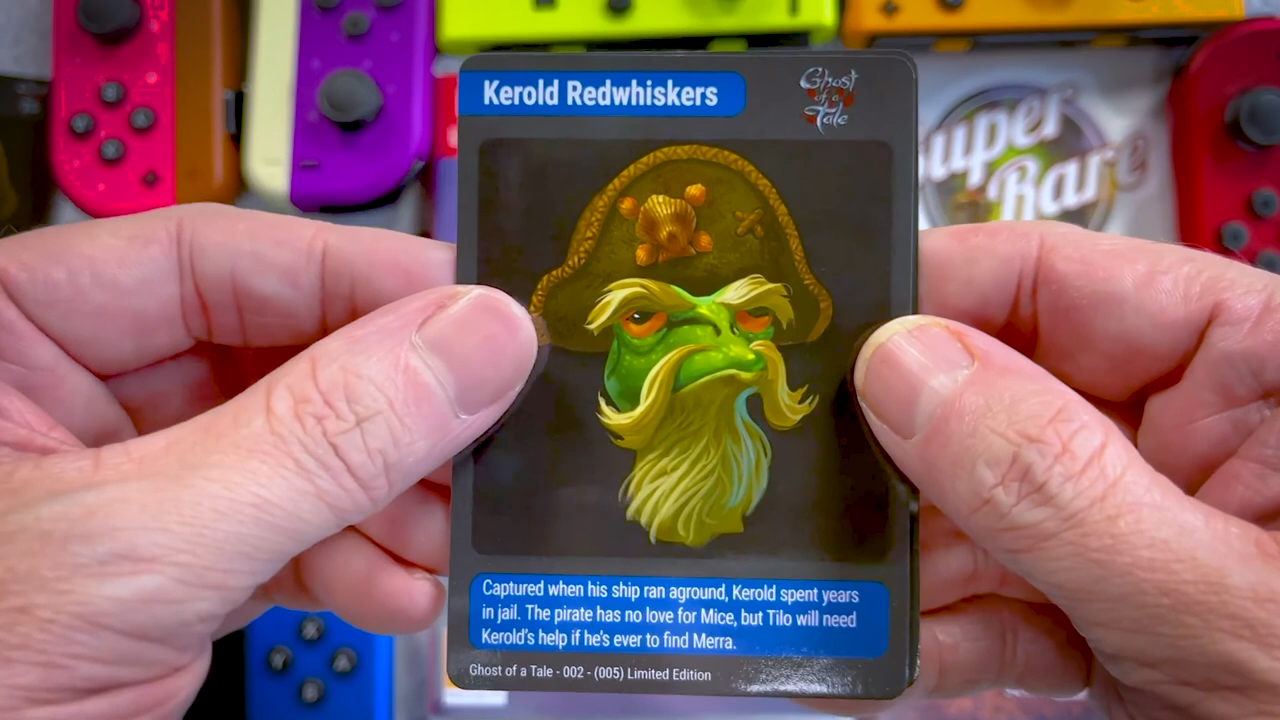 Kerold Redwhiskers
Ghost
of a
Tale
Super
Rare
Captured when his ship ran aground, Kerold spent years
in jail. The pirate has no love for Mice, but Tilo will need
Kerold's help if he's ever to find Merra.
Ghost of a Tale - 002 - (005) Limited Edition